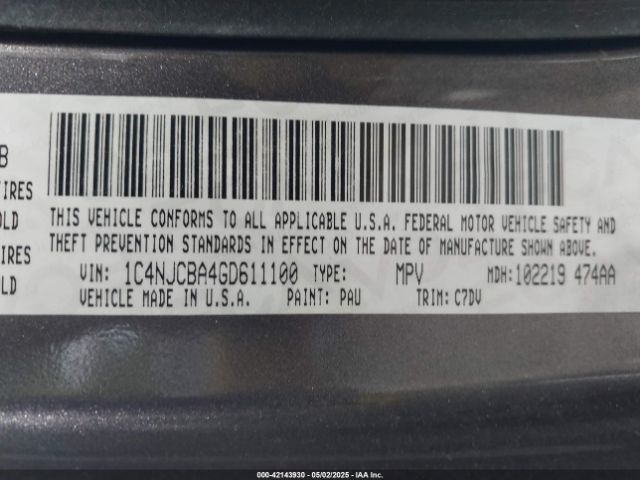 B
IRES
OLD
IRES
LD
THIS VEHICLE CONFORMS TO ALL APPLICABLE U.S.A. FEDERAL MOTOR VEHICLE SAFETY AND
THEFT PREVENTION STANDARDS IN EFFECT ON THE DATE OF MANUFACTURE SHOWN ABOVE.
VIN: 1C4NJCBA4GD611100 TYPE: MPV MDH: 102219 474AA
VEHICLE MADE IN U.S.A. PAINT: PAU TRIM: C7DV
000-42143930 - 05/02/2025 - IAAI INC.